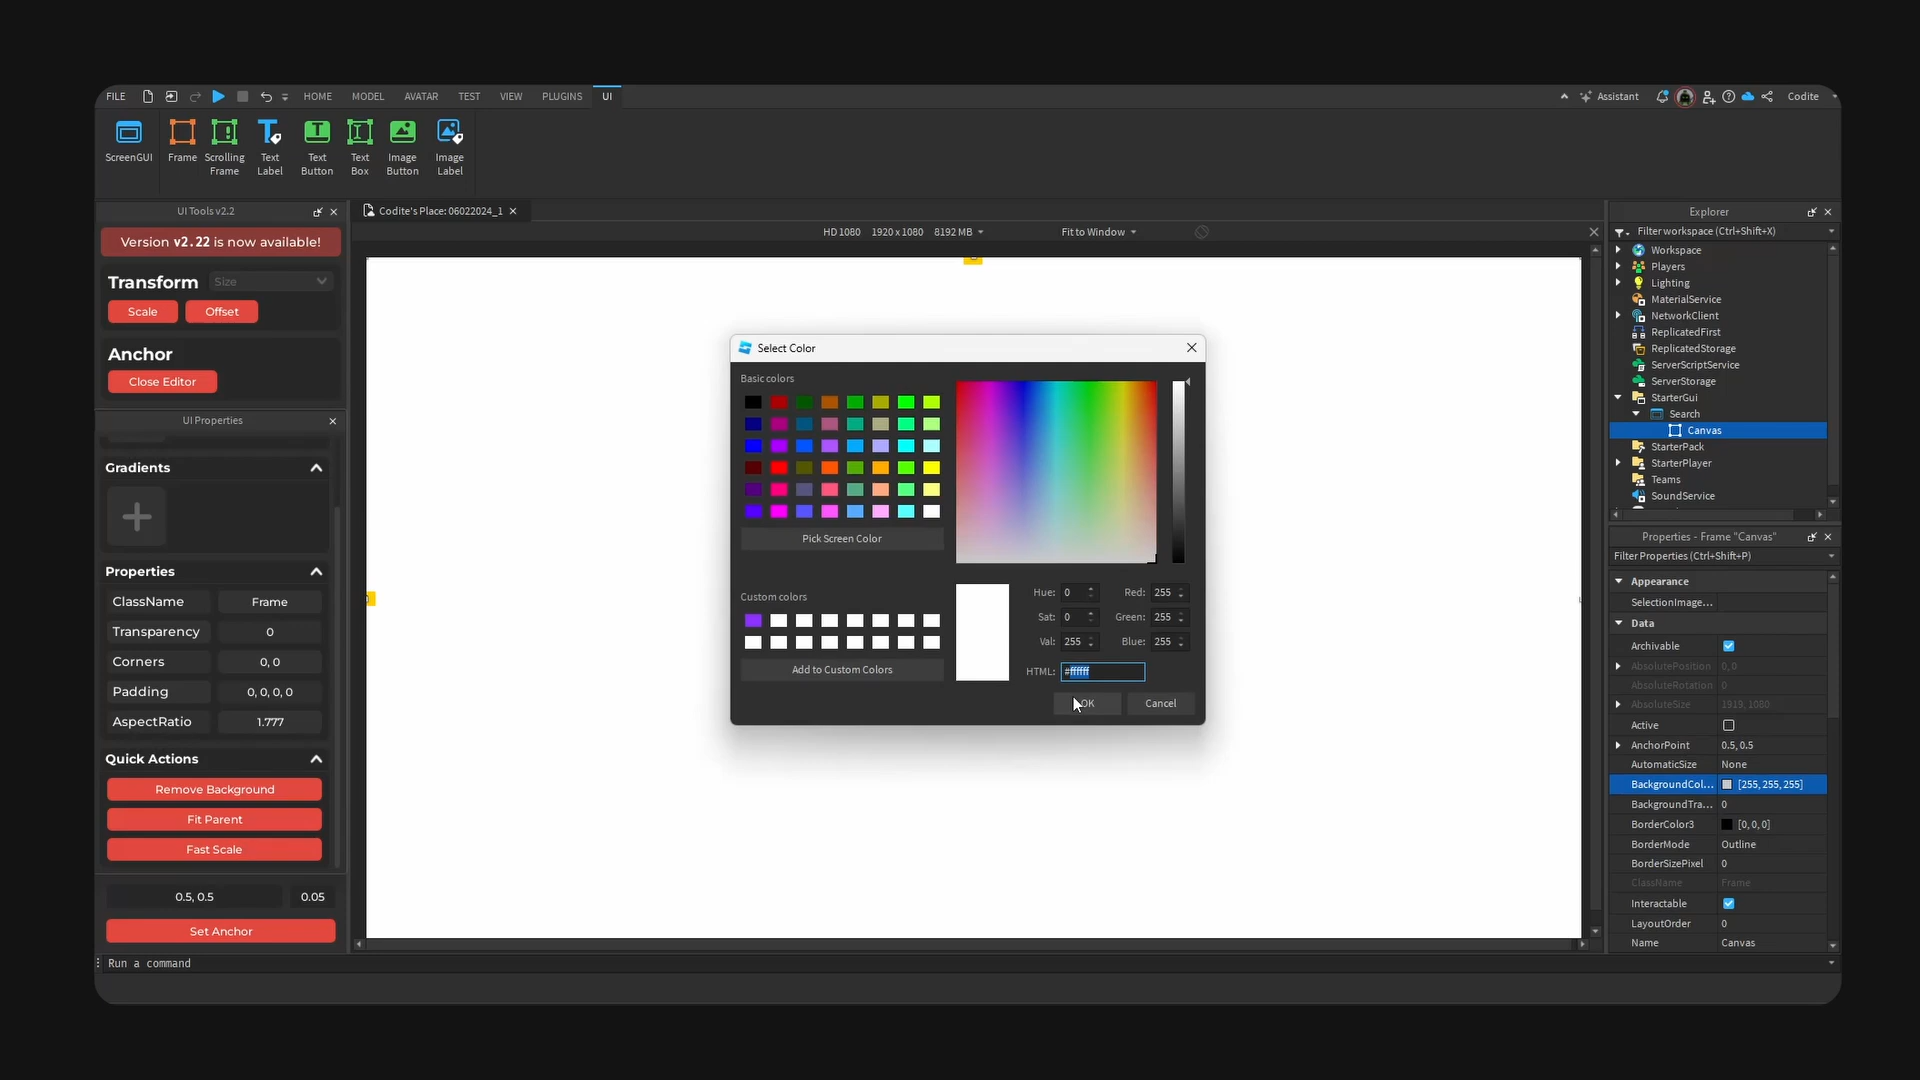 FILE HOME MODEL AVATAR TEST VIEW PLUGINS UI Assistant Codite
ScreenGUI
Frame
Scrolling
Frame
Text
Label
Text
Button
Text
Box
Image
Button
Image
Label
UI Tools v2.2
Version v2.22 is now available!
Transform Size
Scale Offset
Anchor
Close Editor
UI Properties
Gradients
Properties
ClassName Frame
Transparency 0
Corners 0, 0
Padding 0, 0, 0, 0
AspectRatio 1.777
Quick Actions
Remove Background
Fit Parent
Fast Scale
0.5, 0.5 0.05
Set Anchor
Run a command
Codite's Place: 06022024_1
HD 1080 1920 x 1080 8192 MB Fit to Window
Select Color
Basic colors
Pick Screen Color
Custom colors
Add to Custom Colors
Hue: 0 Red: 255
Sat: 0 Green: 255
Val: 255 Blue: 255
HTML: #ffffff
OK Cancel
Explorer
Filter workspace (Ctrl+Shift+X)
Workspace
Players
Lighting
MaterialService
NetworkClient
ReplicatedFirst
ReplicatedStorage
ServerScriptService
ServerStorage
StarterGui
Search
Canvas
StarterPack
StarterPlayer
Teams
SoundService
Properties - Frame "Canvas"
Filter Properties (Ctrl+Shift+P)
Appearance
SelectionImage...
Data
Archivable
AbsolutePosition 0, 0
AbsoluteRotation 0
AbsoluteSize 1919, 1080
Active
AnchorPoint 0.5, 0.5
AutomaticSize None
BackgroundCol... [255, 255, 255]
BackgroundTra... 0
BorderColor3 [0, 0, 0]
BorderMode Outline
BorderSizePixel 0
ClassName Frame
Interactable
LayoutOrder 0
Name Canvas